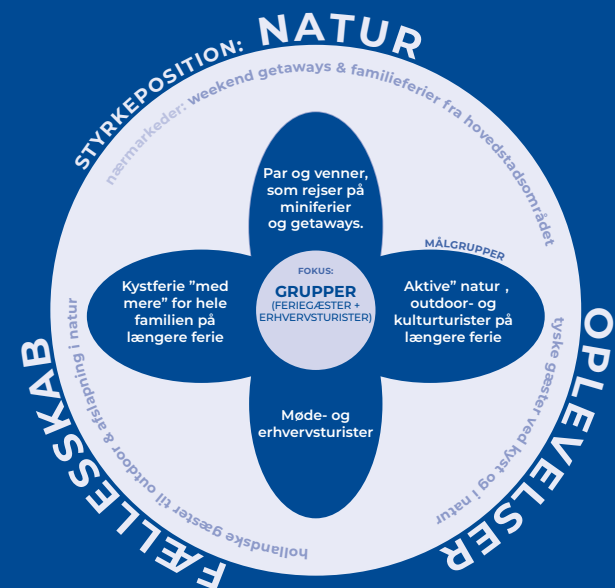 STYRKEPOSITION: NATUR
nærmarkeder: weekend getaways & familieferier fra hovedstadsområdet
Par og venner,
som rejser på
miniferier
og getaways.
MÅLGRUPPER
Kystferie "med
mere" for hele
familien på
længere ferie
FOKUS:
GRUPPER
(FERIEGÆSTER +
ERHVERVSTURISTER)
Aktive" natur ,
outdoor- og
kulturturister på
længere ferie
Møde- og
erhvervsturister
tyske gæster ved kyst og i natur
hollandske gæster til outdoor & afslapning i natur
OPLEVELSER
FÆLLESSKAB